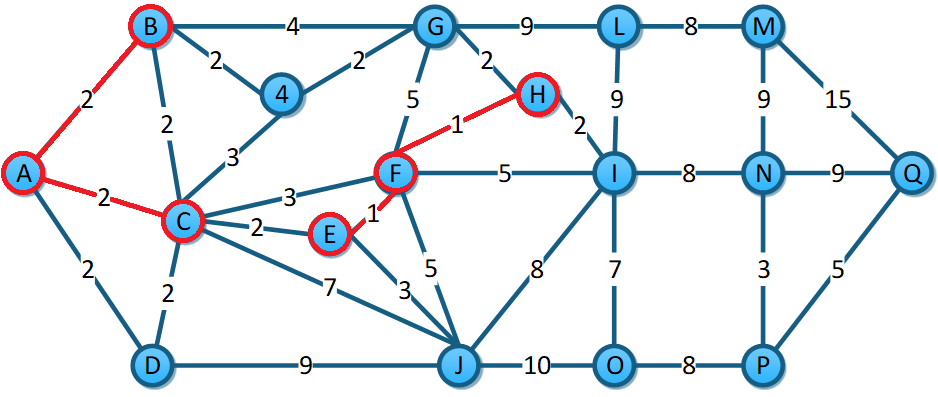 B 4 G 9 L 8 M
2 2 2
4 H
2 2 5 9 9 15
1 2
3
A F 5 I 8 N 9 Q
2 3
1
C 2 E
2 2 7 3 5 8 7 3 5
D 9 J 10 O 8 P